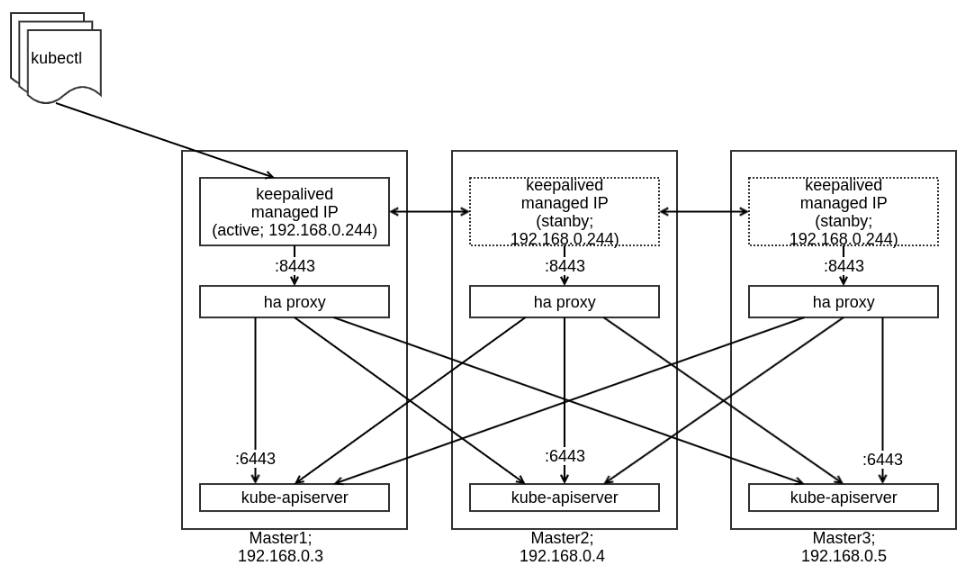 kubectl
keepalived
managed IP
(active; 192.168.0.244)
keepalived
managed IP
(stanby;
192.168.0.244)
keepalived
managed IP
(stanby;
192.168.0.244)
:8443
:8443
:8443
ha proxy
ha proxy
ha proxy
:6443
:6443
:6443
kube-apiserver
kube-apiserver
kube-apiserver
Master1;
192.168.0.3
Master2;
192.168.0.4
Master3;
192.168.0.5